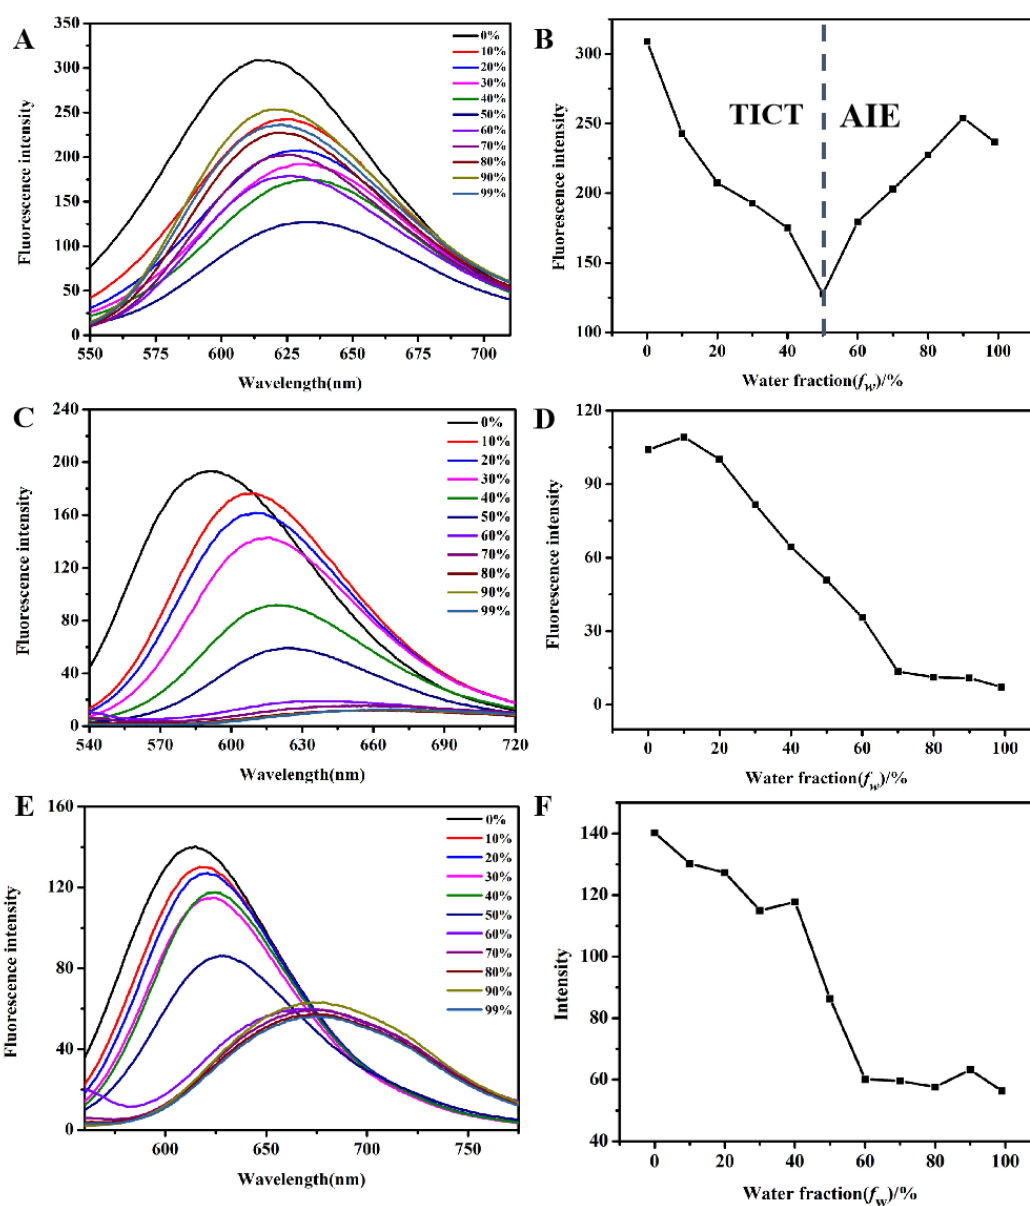 A
350
300
250
200
150
100
50
0
Fluorescence intensity
550 575 600 625 650 675 700
Wavelength(nm)
0%
10%
20%
30%
40%
50%
60%
70%
80%
90%
99%
B
300
250
200
150
100
Fluorescence intensity
TICT AIE
0 20 40 60 80 100
Water fraction(fw)/%
C
240
200
160
120
80
40
0
Fluorescence intensity
540 570 600 630 660 690 720
Wavelength(nm)
0%
10%
20%
30%
40%
50%
60%
70%
80%
90%
99%
D
120
90
60
30
0
Fluorescence intensity
0 20 40 60 80 100
Water fraction(fw)/%
E
160
120
80
40
0
Fluorescence intensity
600 650 700 750
Wavelength(nm)
0%
10%
20%
30%
40%
50%
60%
70%
80%
90%
99%
F
140
120
100
80
60
40
Intensity
0 20 40 60 80 100
Water fraction(fw)/%